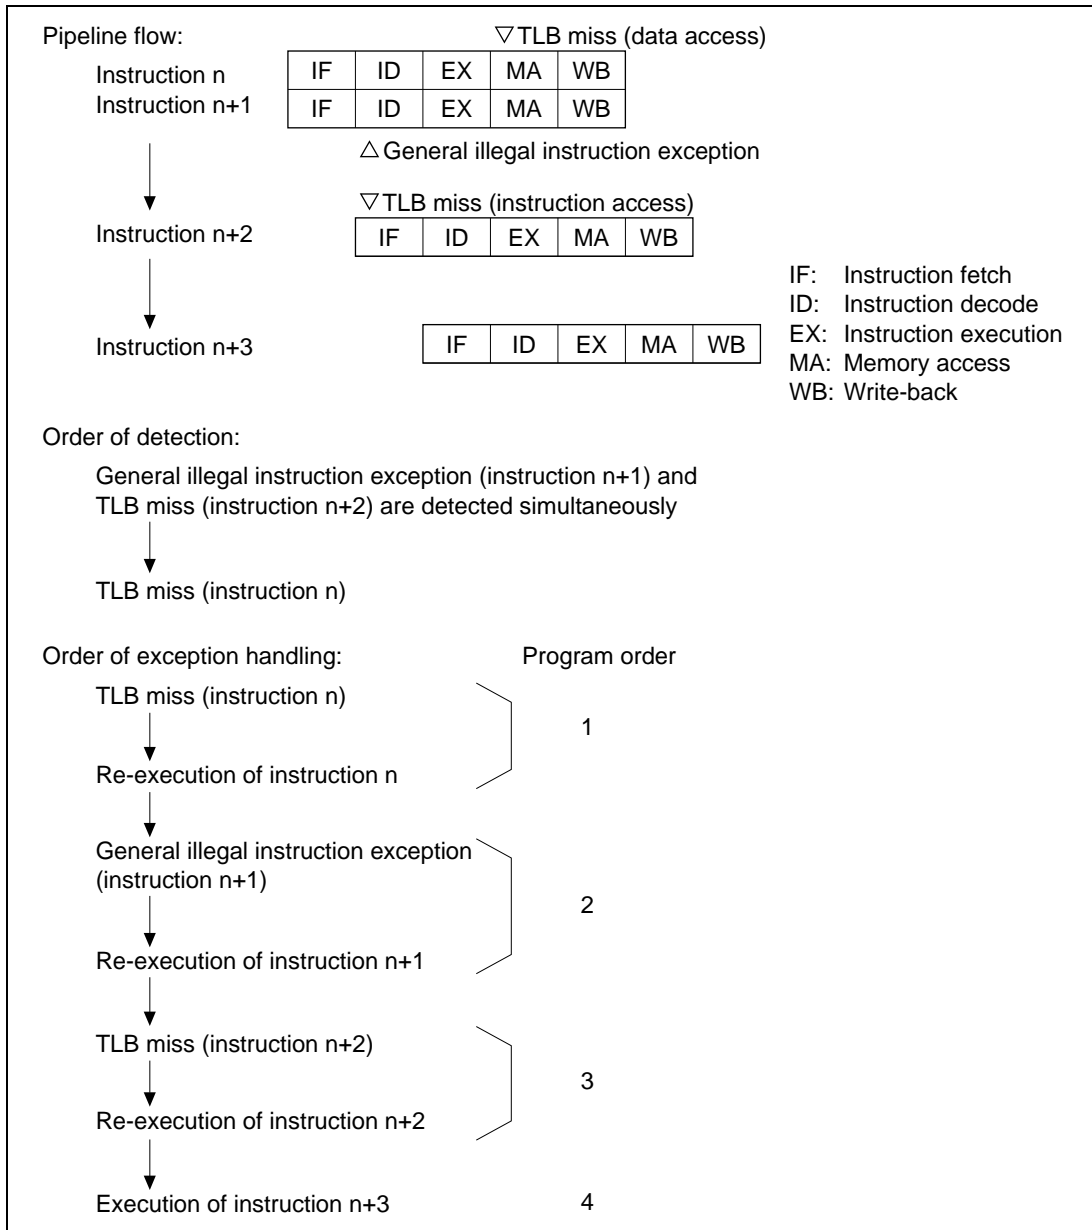 Pipeline flow:
▽TLB miss (data access)
Instruction n
IF ID EX MA WB
Instruction n+1
IF ID EX MA WB
△General illegal instruction exception
▽TLB miss (instruction access)
Instruction n+2
IF ID EX MA WB
Instruction n+3
IF ID EX MA WB
IF: Instruction fetch
ID: Instruction decode
EX: Instruction execution
MA: Memory access
WB: Write-back
Order of detection:
General illegal instruction exception (instruction n+1) and
TLB miss (instruction n+2) are detected simultaneously
TLB miss (instruction n)
Order of exception handling:
Program order
TLB miss (instruction n)
1
Re-execution of instruction n
General illegal instruction exception
(instruction n+1)
2
Re-execution of instruction n+1
TLB miss (instruction n+2)
3
Re-execution of instruction n+2
Execution of instruction n+3
4